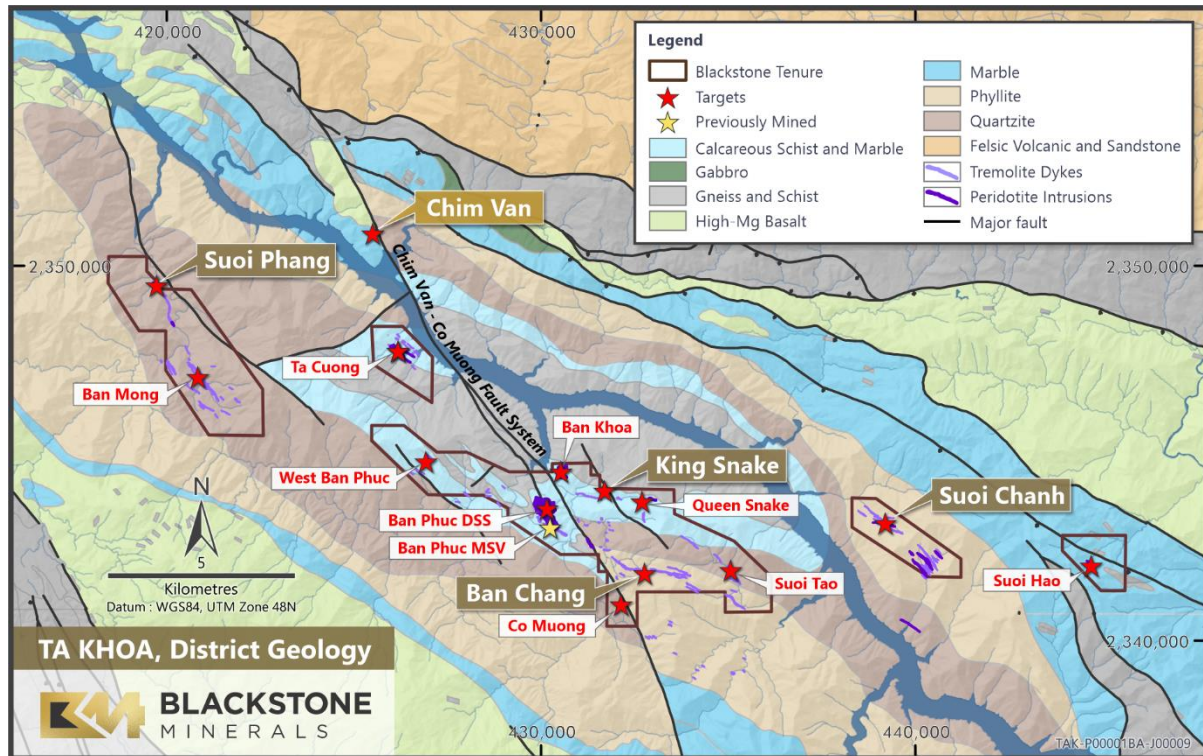 420,000
430,000
Legend
Blackstone Tenure
Targets
Previously Mined
Calcareous Schist and Marble
Gabbro
Gneiss and Schist
High-Mg Basalt
Marble
Phyllite
Quartzite
Felsic Volcanic and Sandstone
Tremolite Dykes
Peridotite Intrusions
Major fault
Chim Van
Suoi Phang
2,350,000
2,350,000
Chim Van - Co Muong Fault System
Ta Cuong
Ban Mong
Ban Khoa
West Ban Phuc
King Snake
Queen Snake
Suoi Chanh
Ban Phuc DSS
Ban Phuc MSV
Suoi Hao
Suoi Tao
Ban Chang
Co Muong
N
5
Kilometres
Datum : WGS84, UTM Zone 48N
2,340,000
TA KHOA, District Geology
BLACKSTONE
MINERALS
430,000
440,000
TAK-P00001BA-J00009